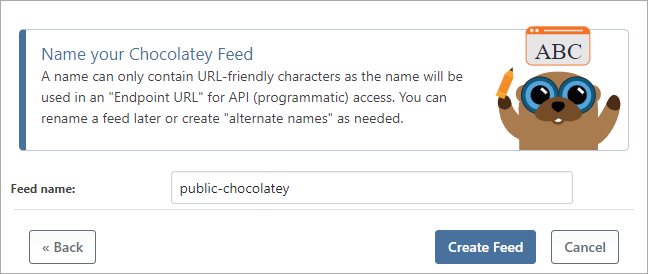 ABC
Name your Chocolatey Feed
A name can only contain URL-friendly characters as the name will be
used in an "Endpoint URL" for API (programmatic) access. You can
rename a feed later or create "alternate names" as needed.
Feed name:
public-chocolatey
« Back
Create Feed
Cancel